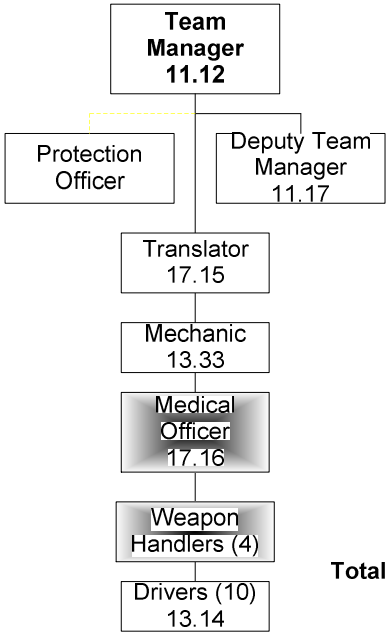 Team
Manager
11.12
Protection
Officer
Deputy Team
Manager
11.17
Translator
17.15
Mechanic
13.33
Medical
Officer
17.16
Weapon
Handlers (4)
Total
Drivers (10)
13.14